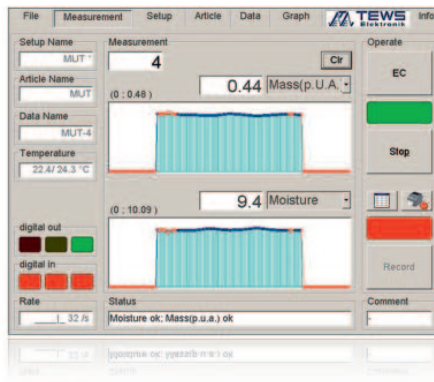 File Measurement Setup Article Data Graph TEWS Elektronik Info
Setup Name
MUT *
Article Name
MUT
Data Name
MUT-4
Temperature
22.4/ 24.3 °C
digital out
digital in
Rate
32 /s
Measurement
4
Clr
(0 ; 0.48 )
0.44 Mass(p.U.A.
(0 ; 10.09 )
9.4 Moisture
Status
Moisture ok; Mass(p.u.a.) ok
Operate
EC
Stop
Record
Comment
-